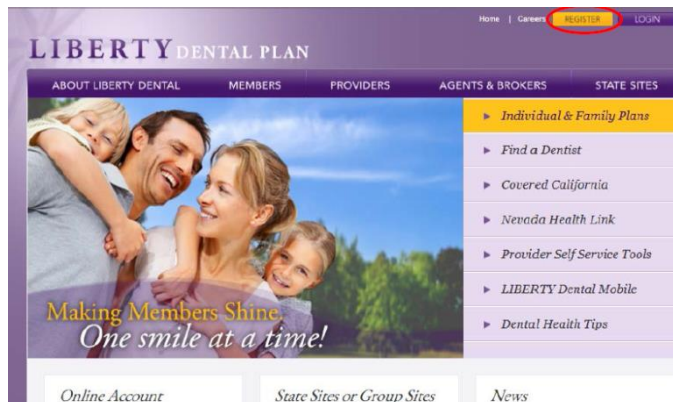 Home | Careers REGISTER LOGIN
LIBERTY DENTAL PLAN
ABOUT LIBERTY DENTAL MEMBERS PROVIDERS AGENTS & BROKERS STATE SITES
Individual & Family Plans
Find a Dentist
Covered California
Nevada Health Link
Provider Self Service Tools
LIBERTY Dental Mobile
Dental Health Tips
Making Members Shine,
One smile at a time!
Online Account State Sites or Group Sites News